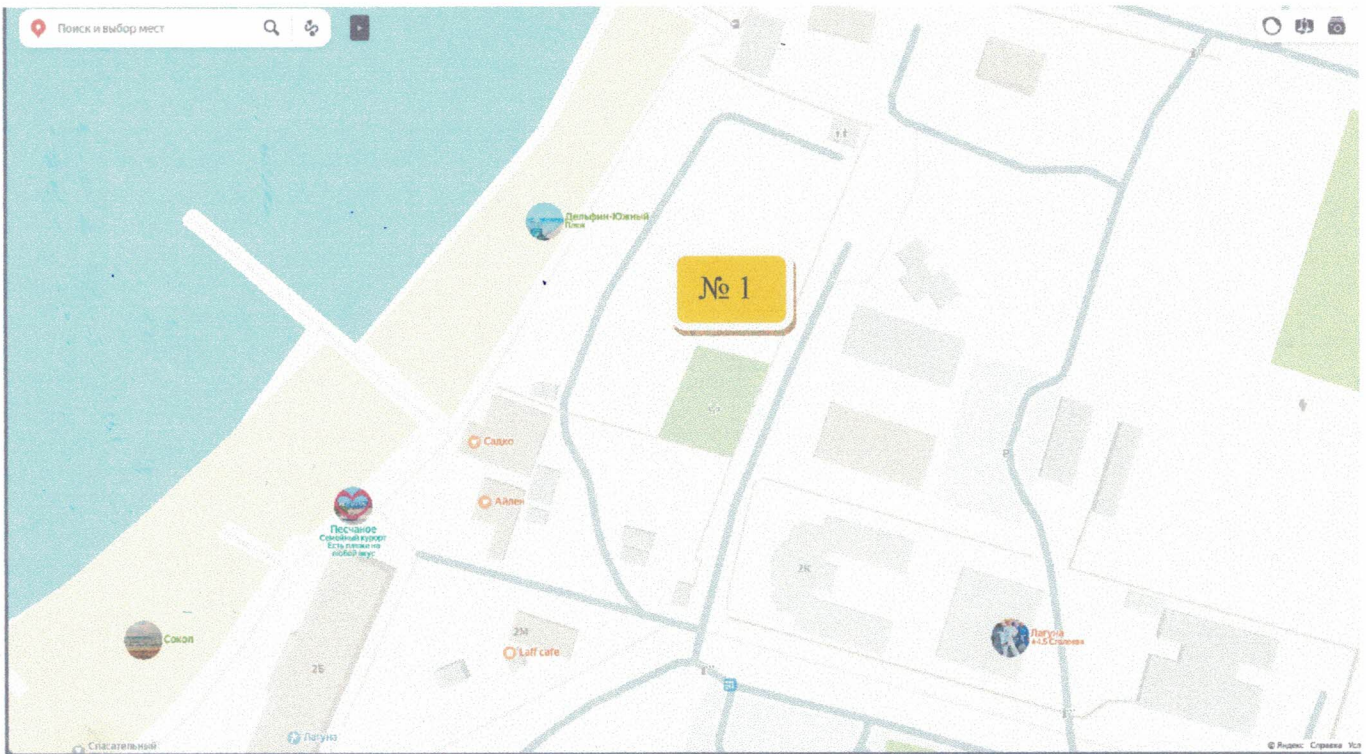 Поиск и выбор мест
Дельфин-Южный
Пляж
№ 1
Садко
Айлен
Песчаное
Семейный курорт
Есть пляжи на
любой вкус
P
2К
Сокол
2М
Loft cafe
Лагуна
2Б
Лагуна
Спасательный
© Яндекс Справка